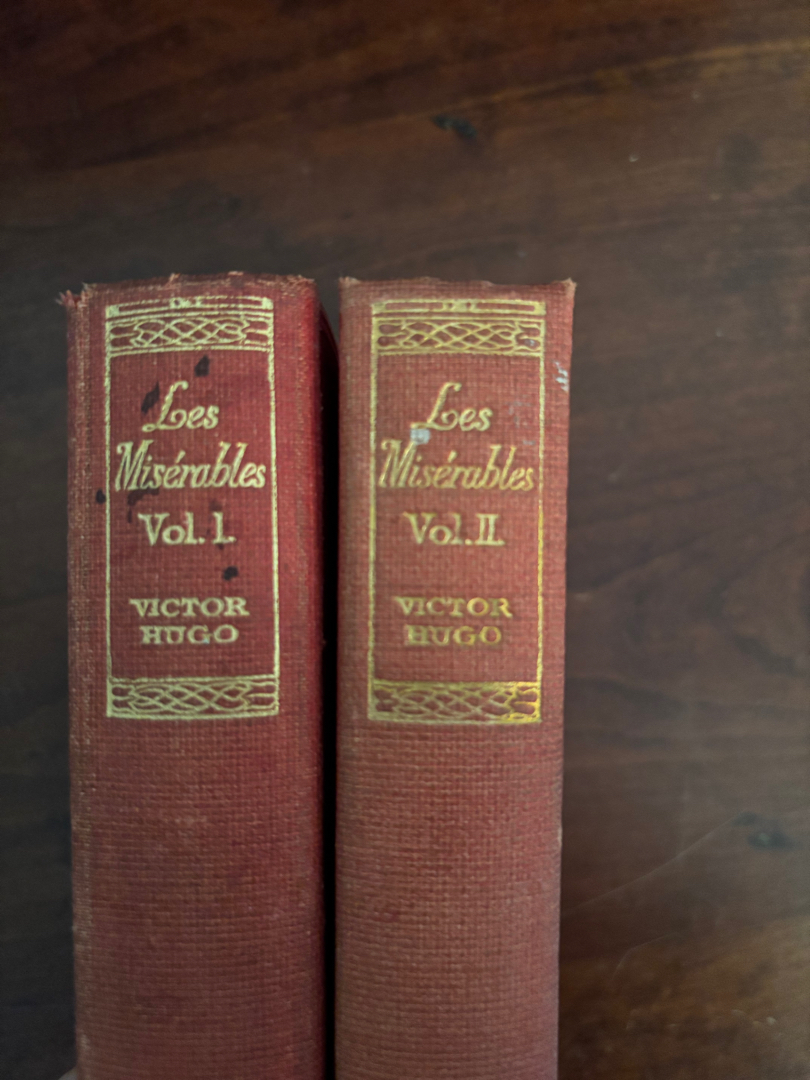 Les
Misérables
Vol. I.
VICTOR
HUGO
Les
Misérables
Vol. II.
VICTOR
HUGO